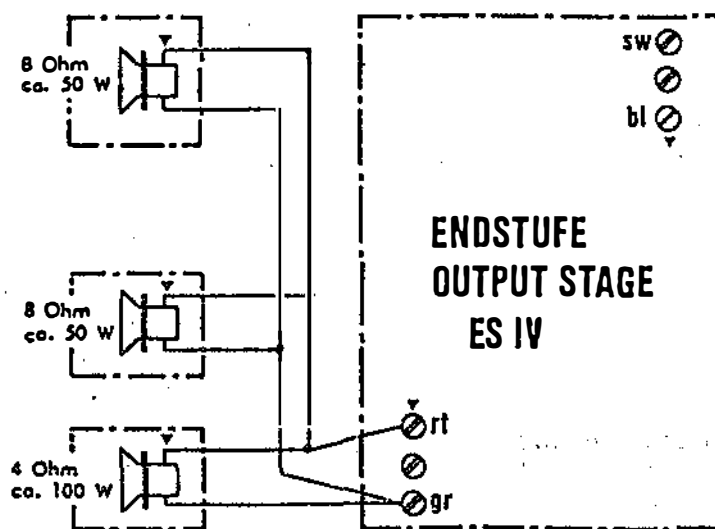 8 Ohm
ca. 50 W
8 Ohm
ca. 50 W
4 Ohm
ca. 100 W
sw
bl
ENDSTUFE
OUTPUT STAGE
ES IV
rt
gr